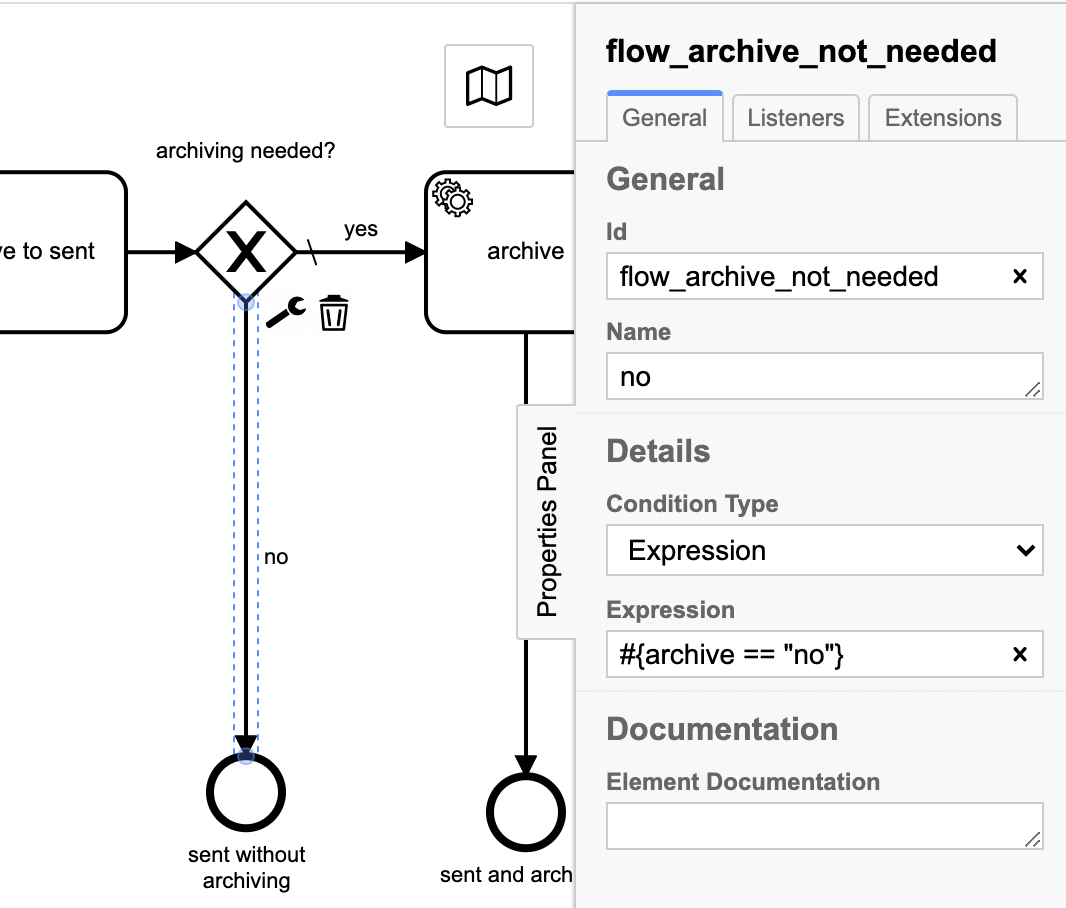 archiving needed?
ve to sent
X
yes
archive
no
sent without
archiving
sent and arch
Properties Panel
flow_archive_not_needed
General
Listeners
Extensions
General
Id
flow_archive_not_needed
Name
no
Details
Condition Type
Expression
Expression
#{archive == "no"}
Documentation
Element Documentation